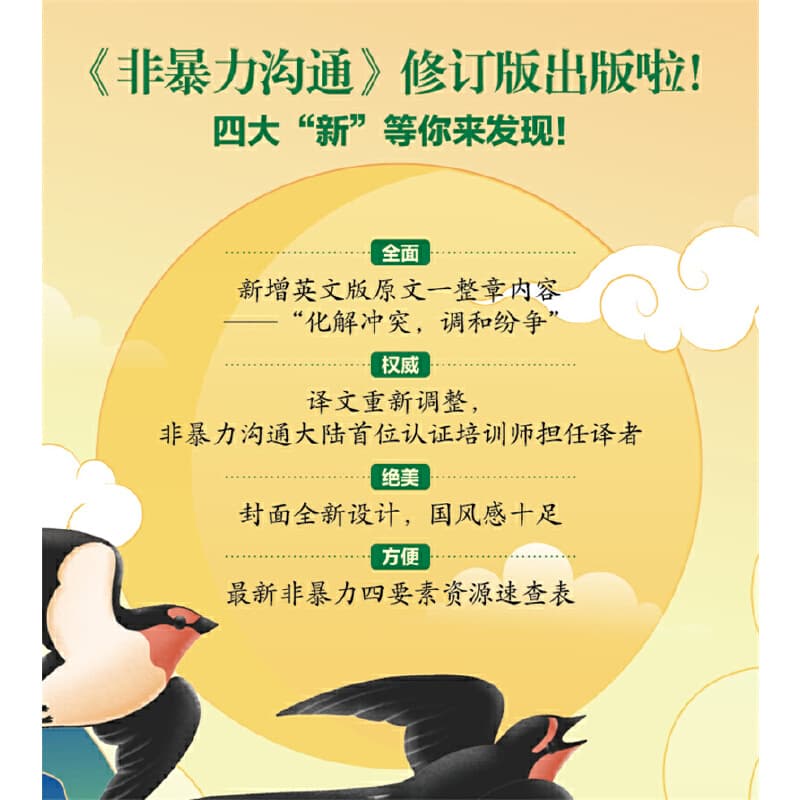 《非暴力沟通》修订版出版啦！
四大“新”等你来发现！
全面
新增英文版原文一整章内容
——“化解冲突，调和纷争”
权威
译文重新调整，
非暴力沟通大陆首位认证培训师担任译者
绝美
封面全新设计，国风感十足
方便
最新非暴力四要素资源速查表